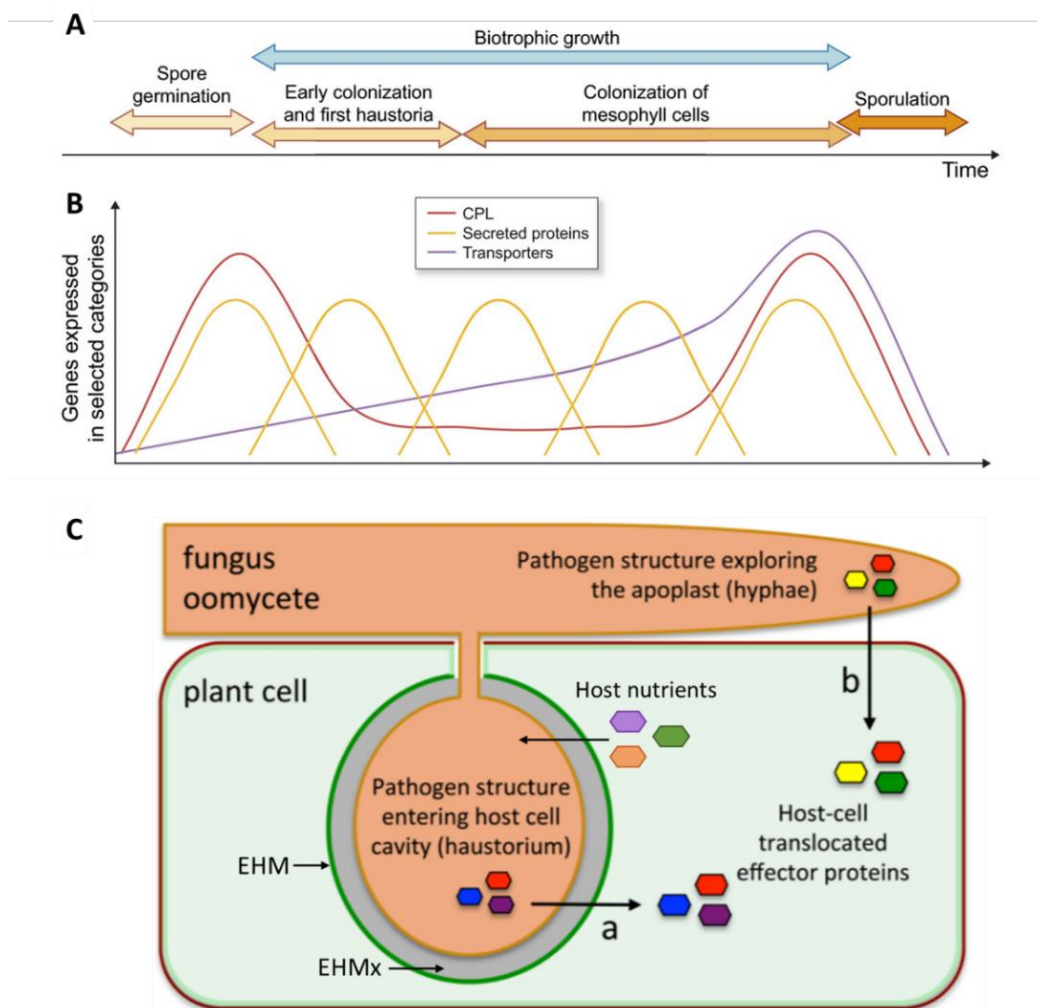 A
Biotrophic growth
Spore
germination
Early colonization
and first haustoria
Colonization of
mesophyll cells
Sporulation
Time
B
Genes expressed
in selected categories
CPL
Secreted proteins
Transporters
C
fungus
oomycete
Pathogen structure exploring
the apoplast (hyphae)
plant cell
b
Host nutrients
Pathogen structure
entering host cell
cavity (haustorium)
Host-cell
translocated
effector proteins
EHM
a
EHMx